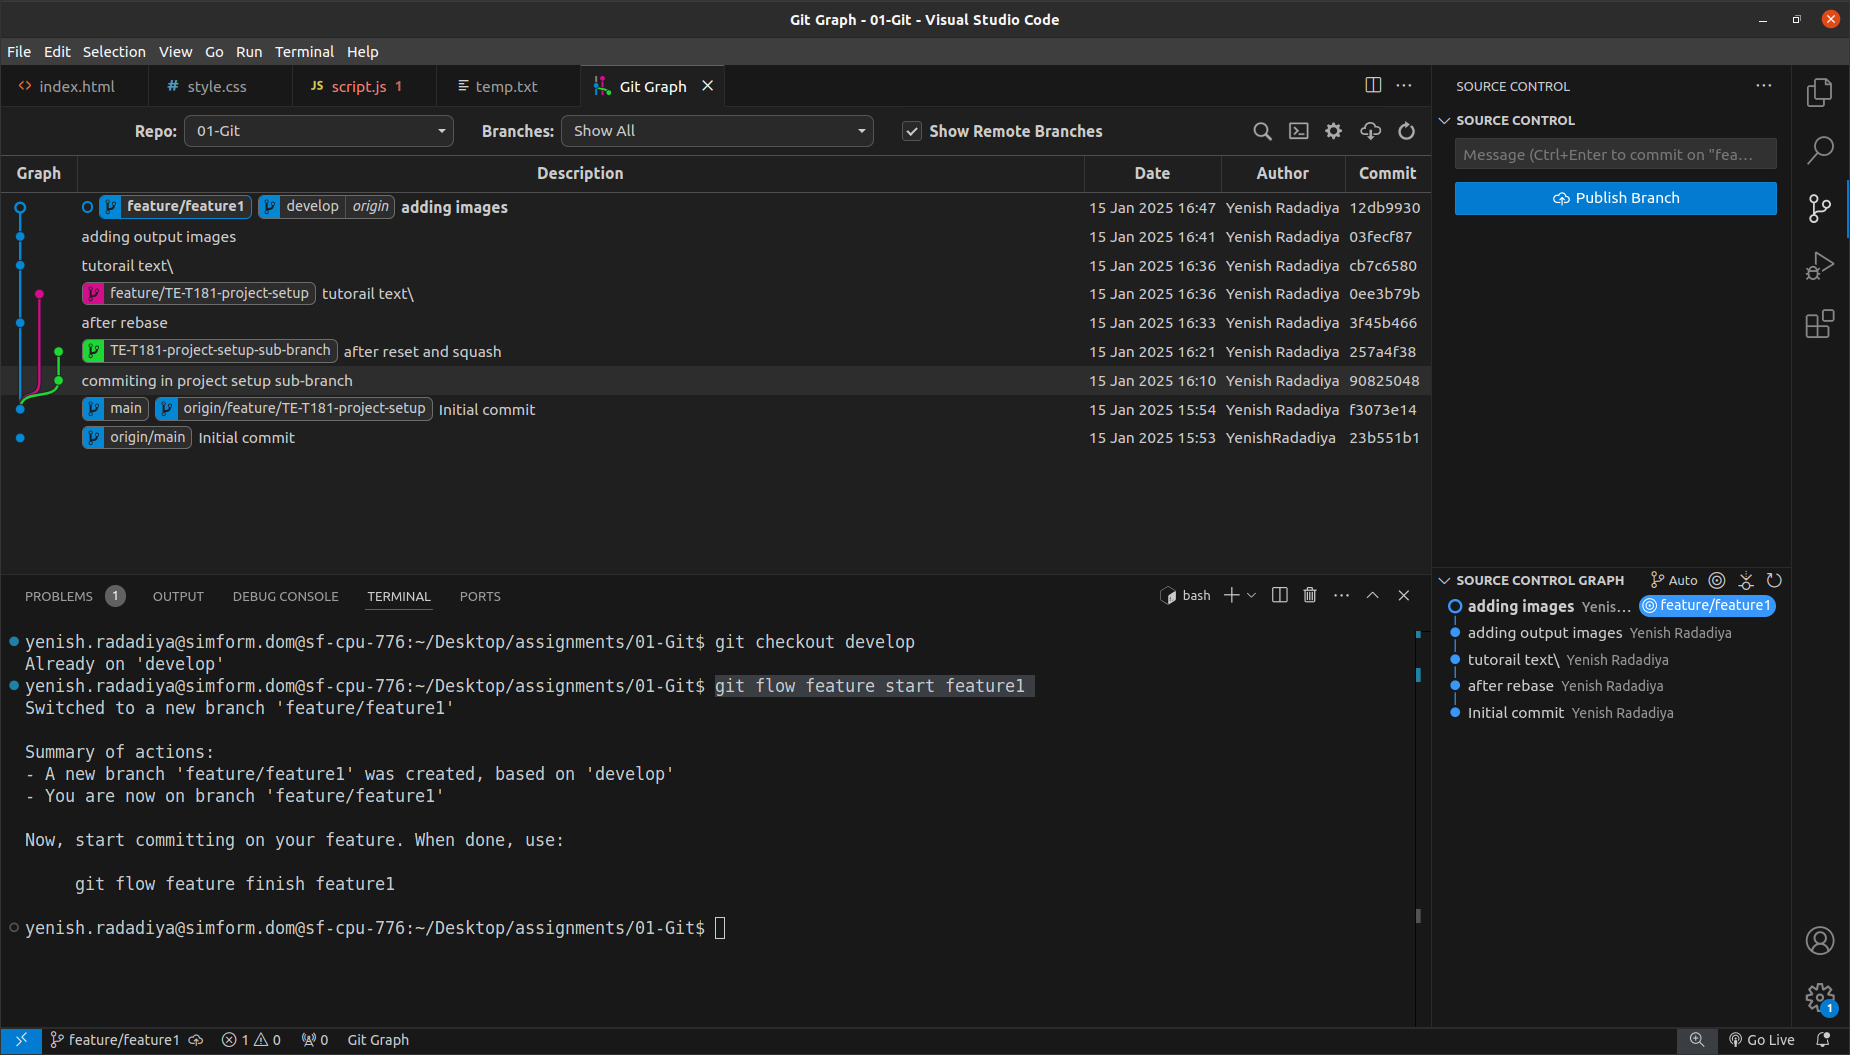 Git Graph - 01-Git - Visual Studio Code
File Edit Selection View Go Run Terminal Help
<> index.html # style.css JS script.js 1 temp.txt Git Graph
Repo: 01-Git Branches: Show All Show Remote Branches
Graph Description Date Author Commit
feature/feature1 develop origin adding images 15 Jan 2025 16:47 Yenish Radadiya 12db9930
adding output images 15 Jan 2025 16:41 Yenish Radadiya 03fecf87
tutorail text\ 15 Jan 2025 16:36 Yenish Radadiya cb7c6580
feature/TE-T181-project-setup tutorail text\ 15 Jan 2025 16:36 Yenish Radadiya 0ee3b79b
after rebase 15 Jan 2025 16:33 Yenish Radadiya 3f45b466
TE-T181-project-setup-sub-branch after reset and squash 15 Jan 2025 16:21 Yenish Radadiya 257a4f38
commiting in project setup sub-branch 15 Jan 2025 16:10 Yenish Radadiya 90825048
main origin/feature/TE-T181-project-setup Initial commit 15 Jan 2025 15:54 Yenish Radadiya f3073e14
origin/main Initial commit 15 Jan 2025 15:53 YenishRadadiya 23b551b1
PROBLEMS 1 OUTPUT DEBUG CONSOLE TERMINAL PORTS bash
yenish.radadiya@simform.dom@sf-cpu-776:~/Desktop/assignments/01-Git$ git checkout develop
Already on 'develop'
yenish.radadiya@simform.dom@sf-cpu-776:~/Desktop/assignments/01-Git$ git flow feature start feature1
Switched to a new branch 'feature/feature1'
Summary of actions:
- A new branch 'feature/feature1' was created, based on 'develop'
- You are now on branch 'feature/feature1'
Now, start committing on your feature. When done, use:
git flow feature finish feature1
yenish.radadiya@simform.dom@sf-cpu-776:~/Desktop/assignments/01-Git$
SOURCE CONTROL
SOURCE CONTROL
Message (Ctrl+Enter to commit on "fea…
Publish Branch
SOURCE CONTROL GRAPH Auto
adding images Yenis... feature/feature1
adding output images Yenish Radadiya
tutorail text\ Yenish Radadiya
after rebase Yenish Radadiya
Initial commit Yenish Radadiya
1
feature/feature1 1 0 0 Git Graph Go Live